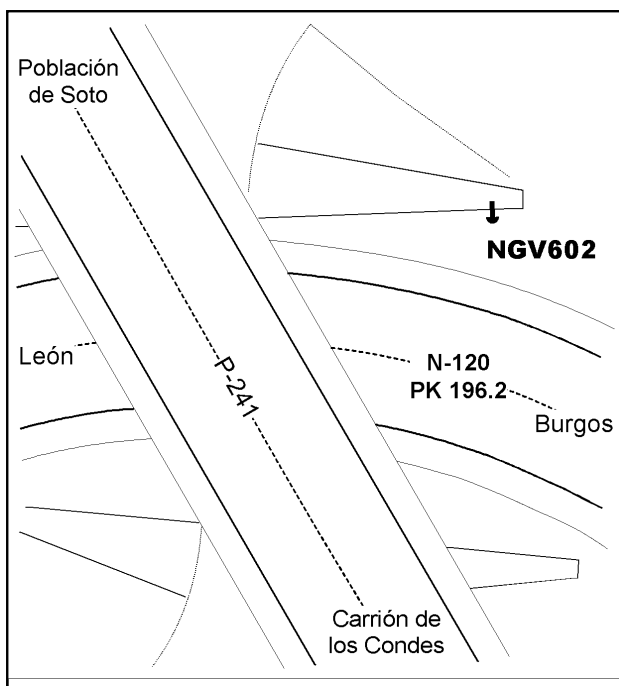 Población
de Soto
NGV602
León
P-241
N-120
PK 196.2
Burgos
Carrión de
los Condes